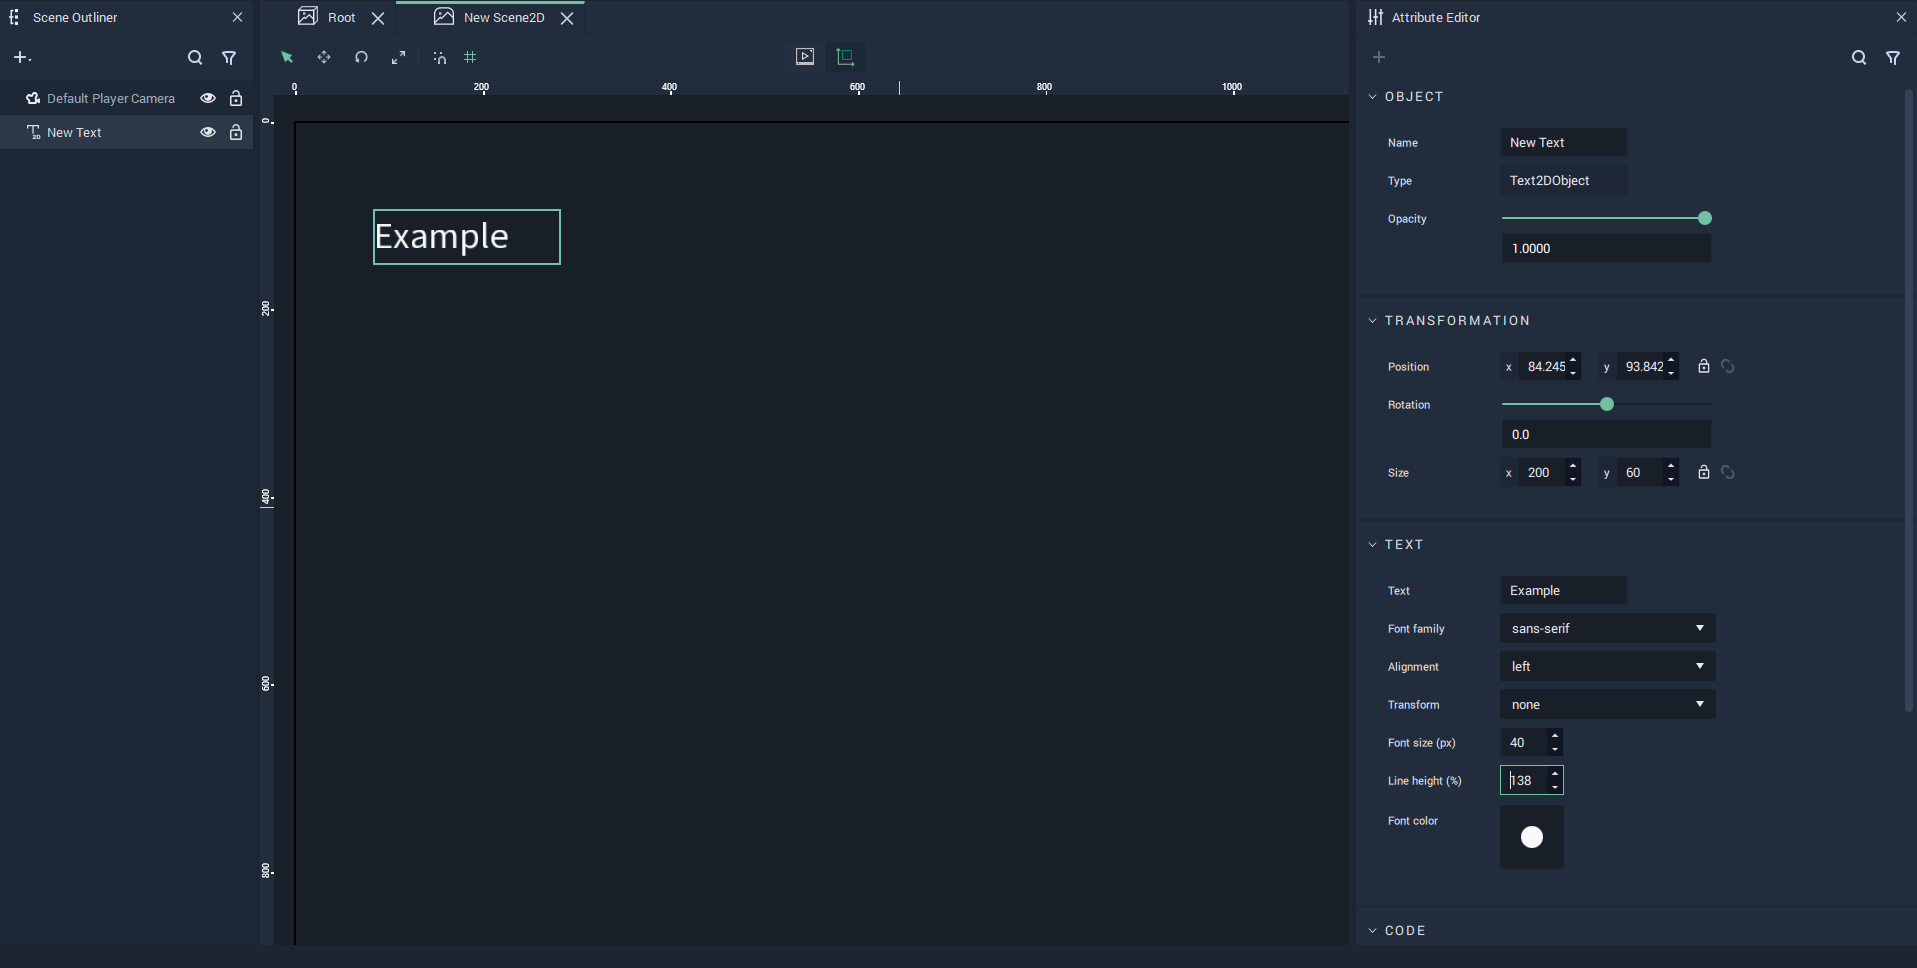 Scene Outliner
Default Player Camera
New Text
Root
New Scene2D
0 200 400 600 800 1000
0
200
400
600
800
Example
Attribute Editor
OBJECT
Name New Text
Type Text2DObject
Opacity
1.0000
TRANSFORMATION
Position x 84.245 y 93.842
Rotation
0.0
Size x 200 y 60
TEXT
Text Example
Font family sans-serif
Alignment left
Transform none
Font size (px) 40
Line height (%) 138
Font color
CODE